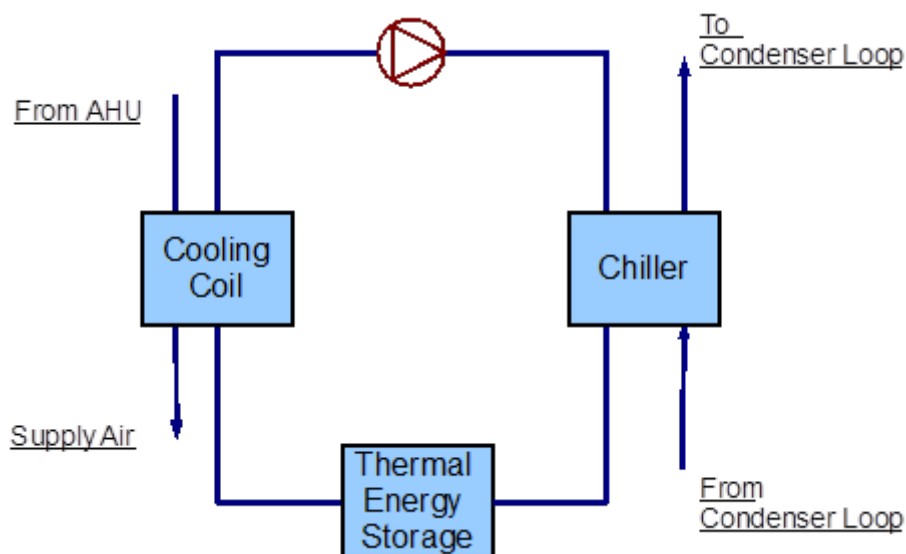 To
Condenser Loop
From AHU
Cooling
Coil
Chiller
Supply Air
Thermal
Energy
Storage
From
Condenser Loop